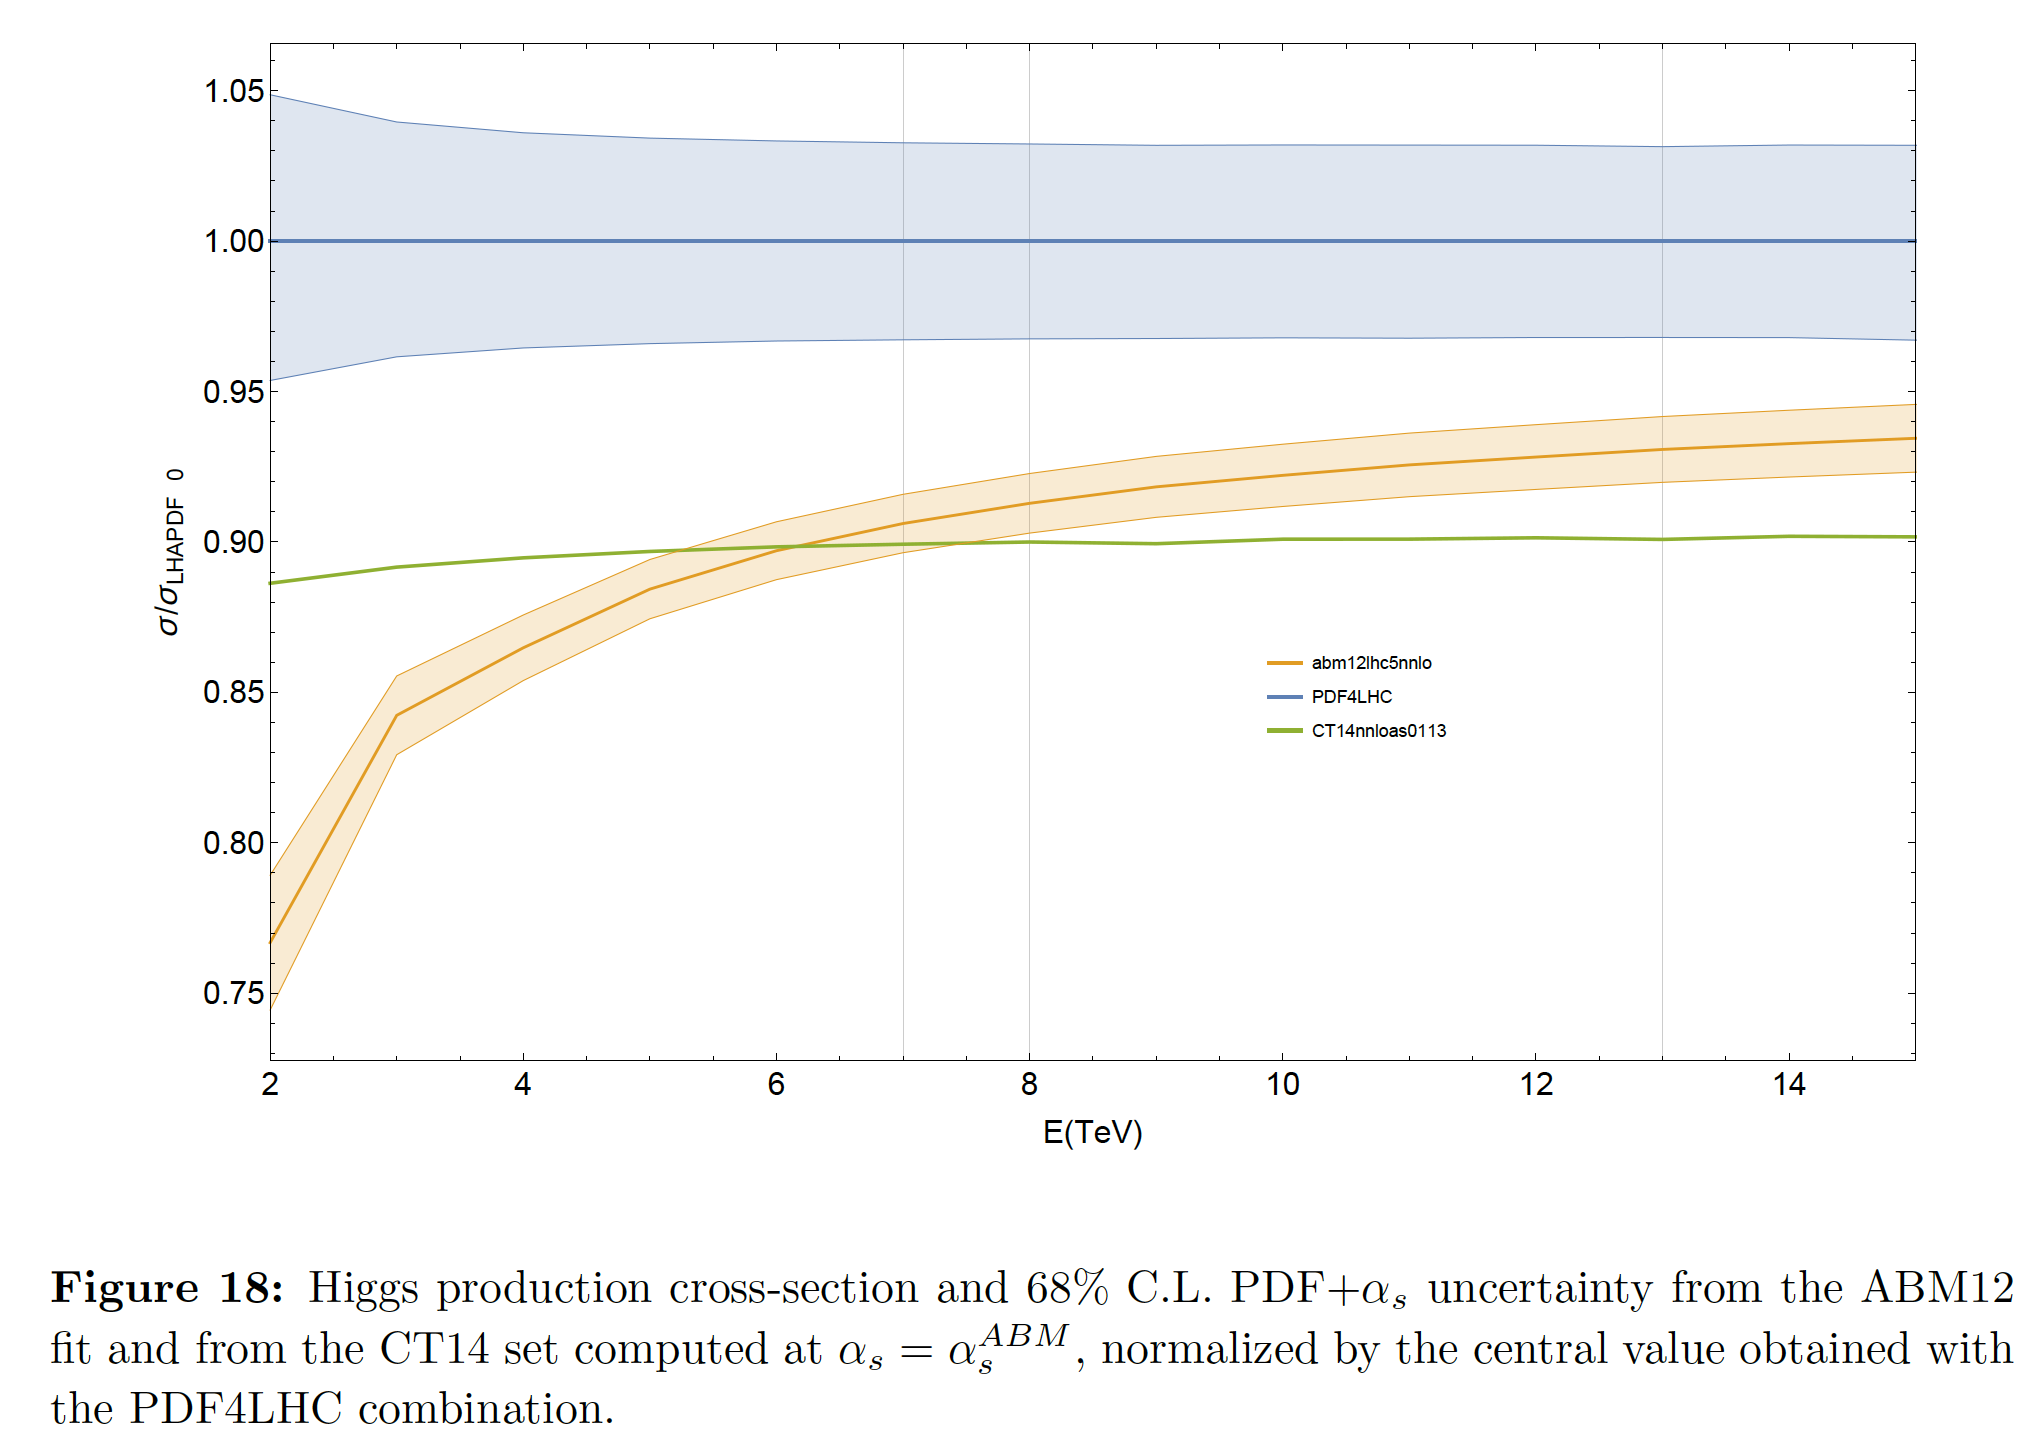 1.05
1.00
0.95
0.90
0.85
0.80
0.75
σ/σLHAPDF 0
abm12lhc5nnlo
PDF4LHC
CT14nnloas0113
2 4 6 8 10 12 14
E(TeV)
Figure 18: Higgs production cross-section and 68% C.L. PDF+αs uncertainty from the ABM12
fit and from the CT14 set computed at αs = αsABM, normalized by the central value obtained with
the PDF4LHC combination.